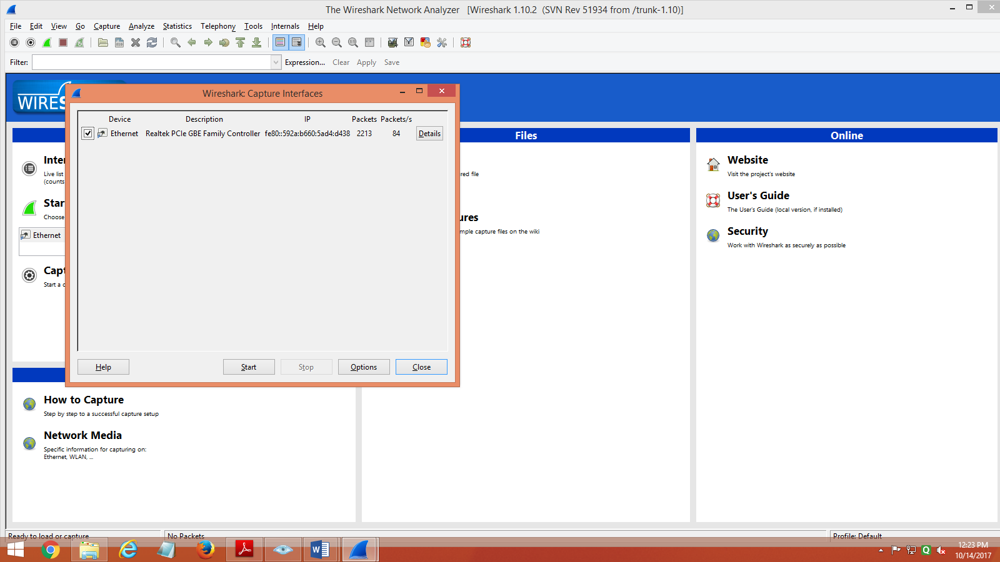 The Wireshark Network Analyzer [Wireshark 1.10.2 (SVN Rev 51934 from /trunk-1.10)]
File Edit View Go Capture Analyze Statistics Telephony Tools Internals Help
Filter: Expression... Clear Apply Save
WIRES
Wireshark: Capture Interfaces
Device Description IP Packets Packets/s
Ethernet Realtek PCIe GBE Family Controller fe80::592a:b660:5ad4:d438 2213 84 Details
Help Start Stop Options Close
Inter
Live list
(counts
Star
Choose
Ethernet
Capt
Start a c
How to Capture
Step by step to a successful capture setup
Network Media
Specific information for capturing on:
Ethernet, WLAN, ...
Files
ured file
ures
mple capture files on the wiki
Online
Website
Visit the project's website
User's Guide
The User's Guide (local version, if installed)
Security
Work with Wireshark as securely as possible
Ready to load or capture No Packets Profile: Default
12:23 PM
10/14/2017